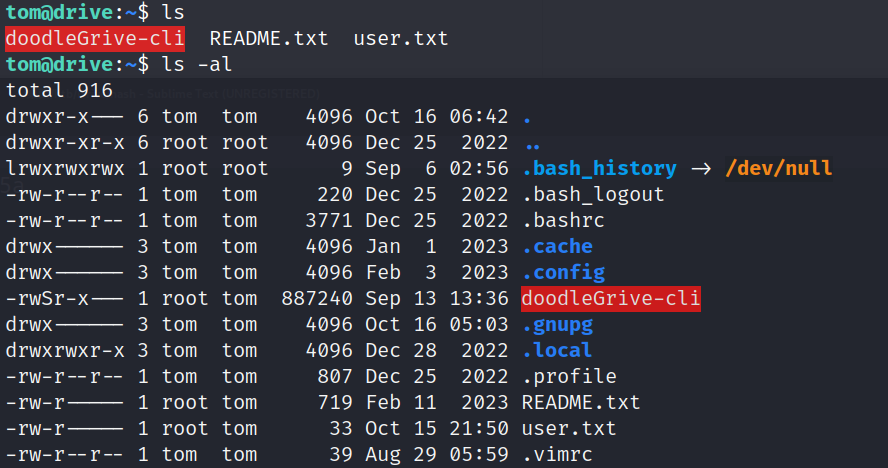 tom@drive:~$ ls
doodleGrive-cli  README.txt  user.txt
tom@drive:~$ ls -al
total 916
drwxr-x--- 6 tom  tom    4096 Oct 16 06:42 .
drwxr-xr-x 6 root root   4096 Dec 25  2022 ..
lrwxrwxrwx 1 root root      9 Sep  6 02:56 .bash_history -> /dev/null
-rw-r--r-- 1 tom  tom     220 Dec 25  2022 .bash_logout
-rw-r--r-- 1 tom  tom    3771 Dec 25  2022 .bashrc
drwx------ 3 tom  tom    4096 Jan  1  2023 .cache
drwx------ 3 tom  tom    4096 Feb  3  2023 .config
-rwSr-x--- 1 root tom  887240 Sep 13 13:36 doodleGrive-cli
drwx------ 3 tom  tom    4096 Oct 16 05:03 .gnupg
drwxrwxr-x 3 tom  tom    4096 Dec 28  2022 .local
-rw-r--r-- 1 tom  tom     807 Dec 25  2022 .profile
-rw-r----- 1 root tom     719 Feb 11  2023 README.txt
-rw-r----- 1 root tom      33 Oct 15 21:50 user.txt
-rw-r--r-- 1 tom  tom      39 Aug 29 05:59 .vimrc